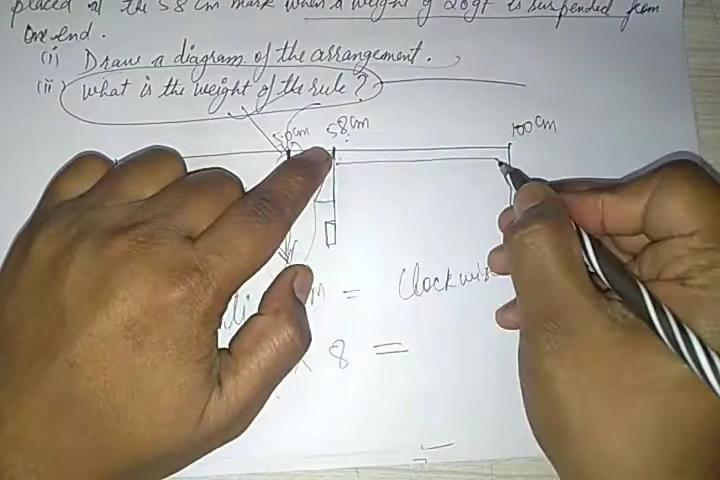 placed at the 58 cm mark when a weight of 20gf is suspended from
one end.
(i) Draw a diagram of the arrangement.
(ii) What is the weight of the rule?
50cm 58cm 100cm
m = Clockwis
8 =